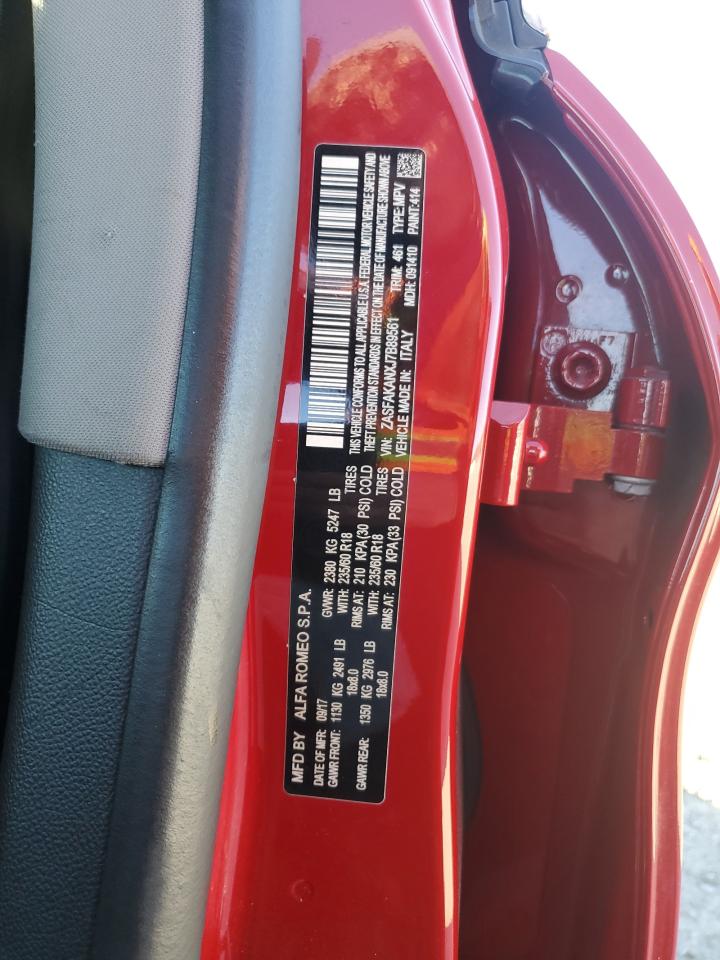 MFD BY ALFA ROMEO S.P.A.
DATE OF MFR: 09/17 GVWR: 2380 KG 5247 LB
GAWR FRONT: 1130 KG 2491 LB WITH: 235/60 R18 TIRES
18x8.0 RIMS AT: 210 KPA(30 PSI) COLD
GAWR REAR: 1350 KG 2976 LB WITH: 235/60 R18 TIRES
18x8.0 RIMS AT: 230 KPA(33 PSI) COLD
THIS VEHICLE CONFORMS TO ALL APPLICABLE U.S.A. FEDERAL MOTOR VEHICLE SAFETY AND
THEFT PREVENTION STANDARDS IN EFFECT ON THE DATE OF MANUFACTURE SHOWN ABOVE
VIN: ZASFAKANXJ7B89561 TRIM: 461 TYPE: MPV
VEHICLE MADE IN: ITALY MDH: 091410 PAINT: 414
F7